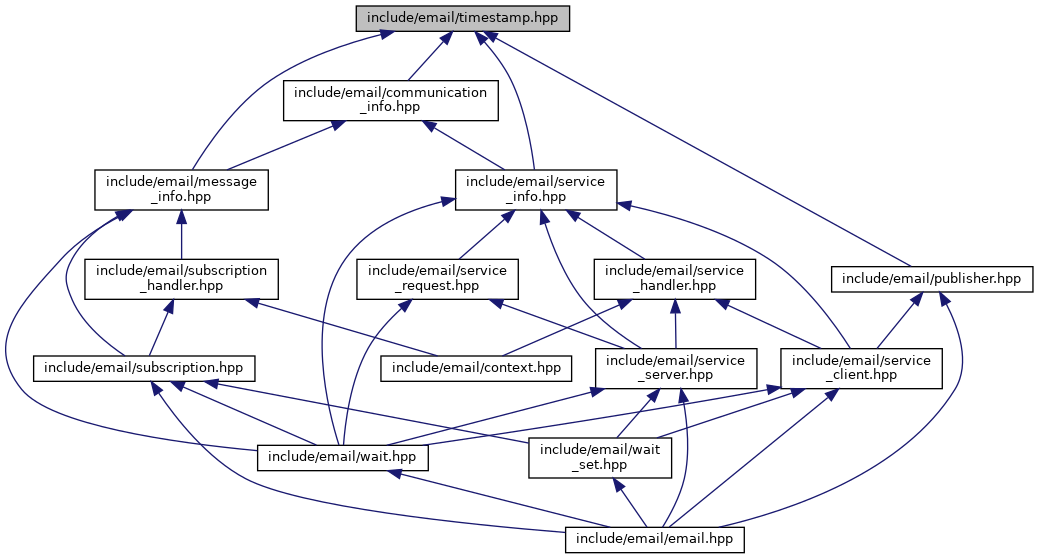 include/email/timestamp.hpp
include/email/communication
_info.hpp
include/email/message
_info.hpp
include/email/service
_info.hpp
include/email/subscription
_handler.hpp
include/email/service
_request.hpp
include/email/service
_handler.hpp
include/email/publisher.hpp
include/email/subscription.hpp
include/email/context.hpp
include/email/service
_server.hpp
include/email/service
_client.hpp
include/email/wait.hpp
include/email/wait
_set.hpp
include/email/email.hpp